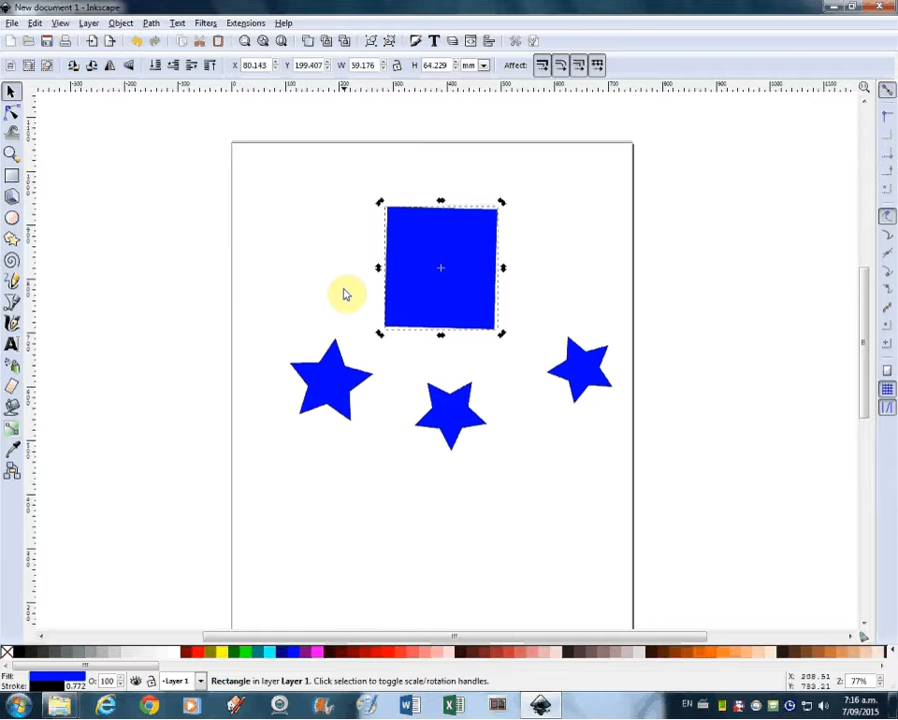 New document 1 - Inkscape
File Edit View Layer Object Path Text Filters Extensions Help
X 80.143 Y 199.407 W 59.176 H 64.229 mm Affect:
Fill:
Stroke: 0.772 O: 100 -Layer 1 Rectangle in layer Layer 1. Click selection to toggle scale/rotation handles. X: 208.51 Y: 783.21 Z: 77%
EN 7:16 a.m.
7/09/2015